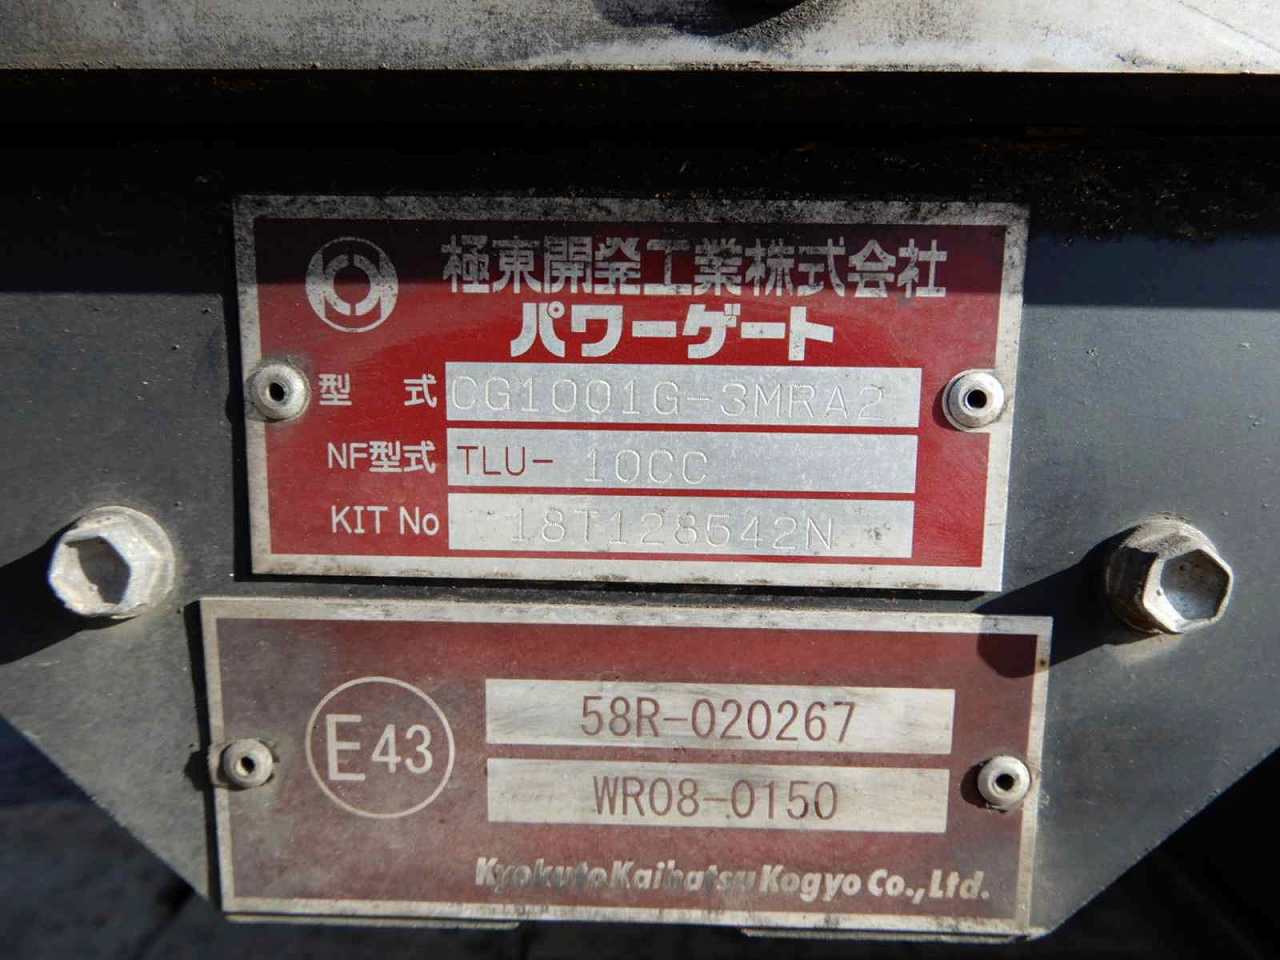 極東開発工業株式会社
パワーゲート
型 式 CG1001G-3MRA2
NF型式 TLU- 10CC
KIT No 18T128542N
E43
58R-020267
WR08-0150
Kyokuto Kaihatsu Kogyo Co., Ltd.